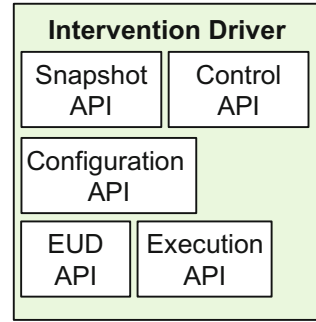 Intervention Driver
Snapshot API
Control API
Configuration API
EUD API
Execution API